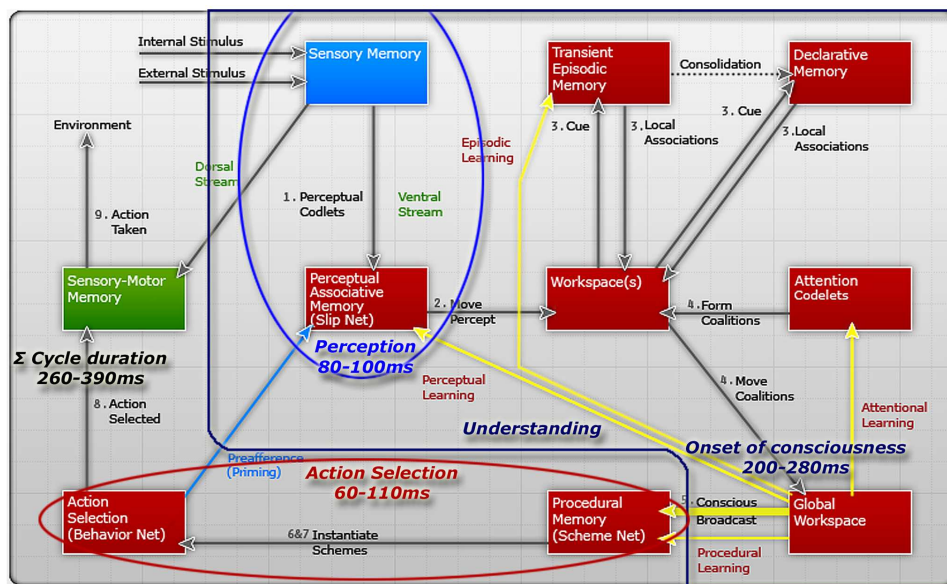 Internal Stimulus
External Stimulus
Sensory Memory
Transient
Episodic
Memory
Consolidation
Declarative
Memory
Environment
Dorsal
Stream
1. Perceptual
Codlets
Ventral
Stream
Episodic
Learning
3. Cue
3. Local
Associations
3. Cue
3. Local
Associations
9. Action
Taken
Sensory-Motor
Memory
Perceptual
Associative
Memory
(Slip Net)
2. Move
Percept
Workspace(s)
4. Form
Coalitions
Attention
Codelets
Σ Cycle duration
260-390ms
Perception
80-100ms
8. Action
Selected
Perceptual
Learning
4. Move
Coalitions
Attentional
Learning
Understanding
Onset of consciousness
200-280ms
Preafference
(Priming)
Action Selection
60-110ms
Action
Selection
(Behavior Net)
6&7 Instantiate
Schemes
Procedural
Memory
(Scheme Net)
5. Conscious
Broadcast
Procedural
Learning
Global
Workspace